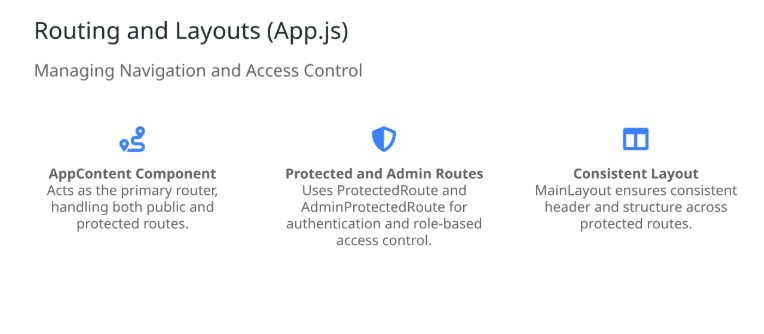 Routing and Layouts (App.js)
Managing Navigation and Access Control
AppContent Component
Acts as the primary router,
handling both public and
protected routes.
Protected and Admin Routes
Uses ProtectedRoute and
AdminProtectedRoute for
authentication and role-based
access control.
Consistent Layout
MainLayout ensures consistent
header and structure across
protected routes.